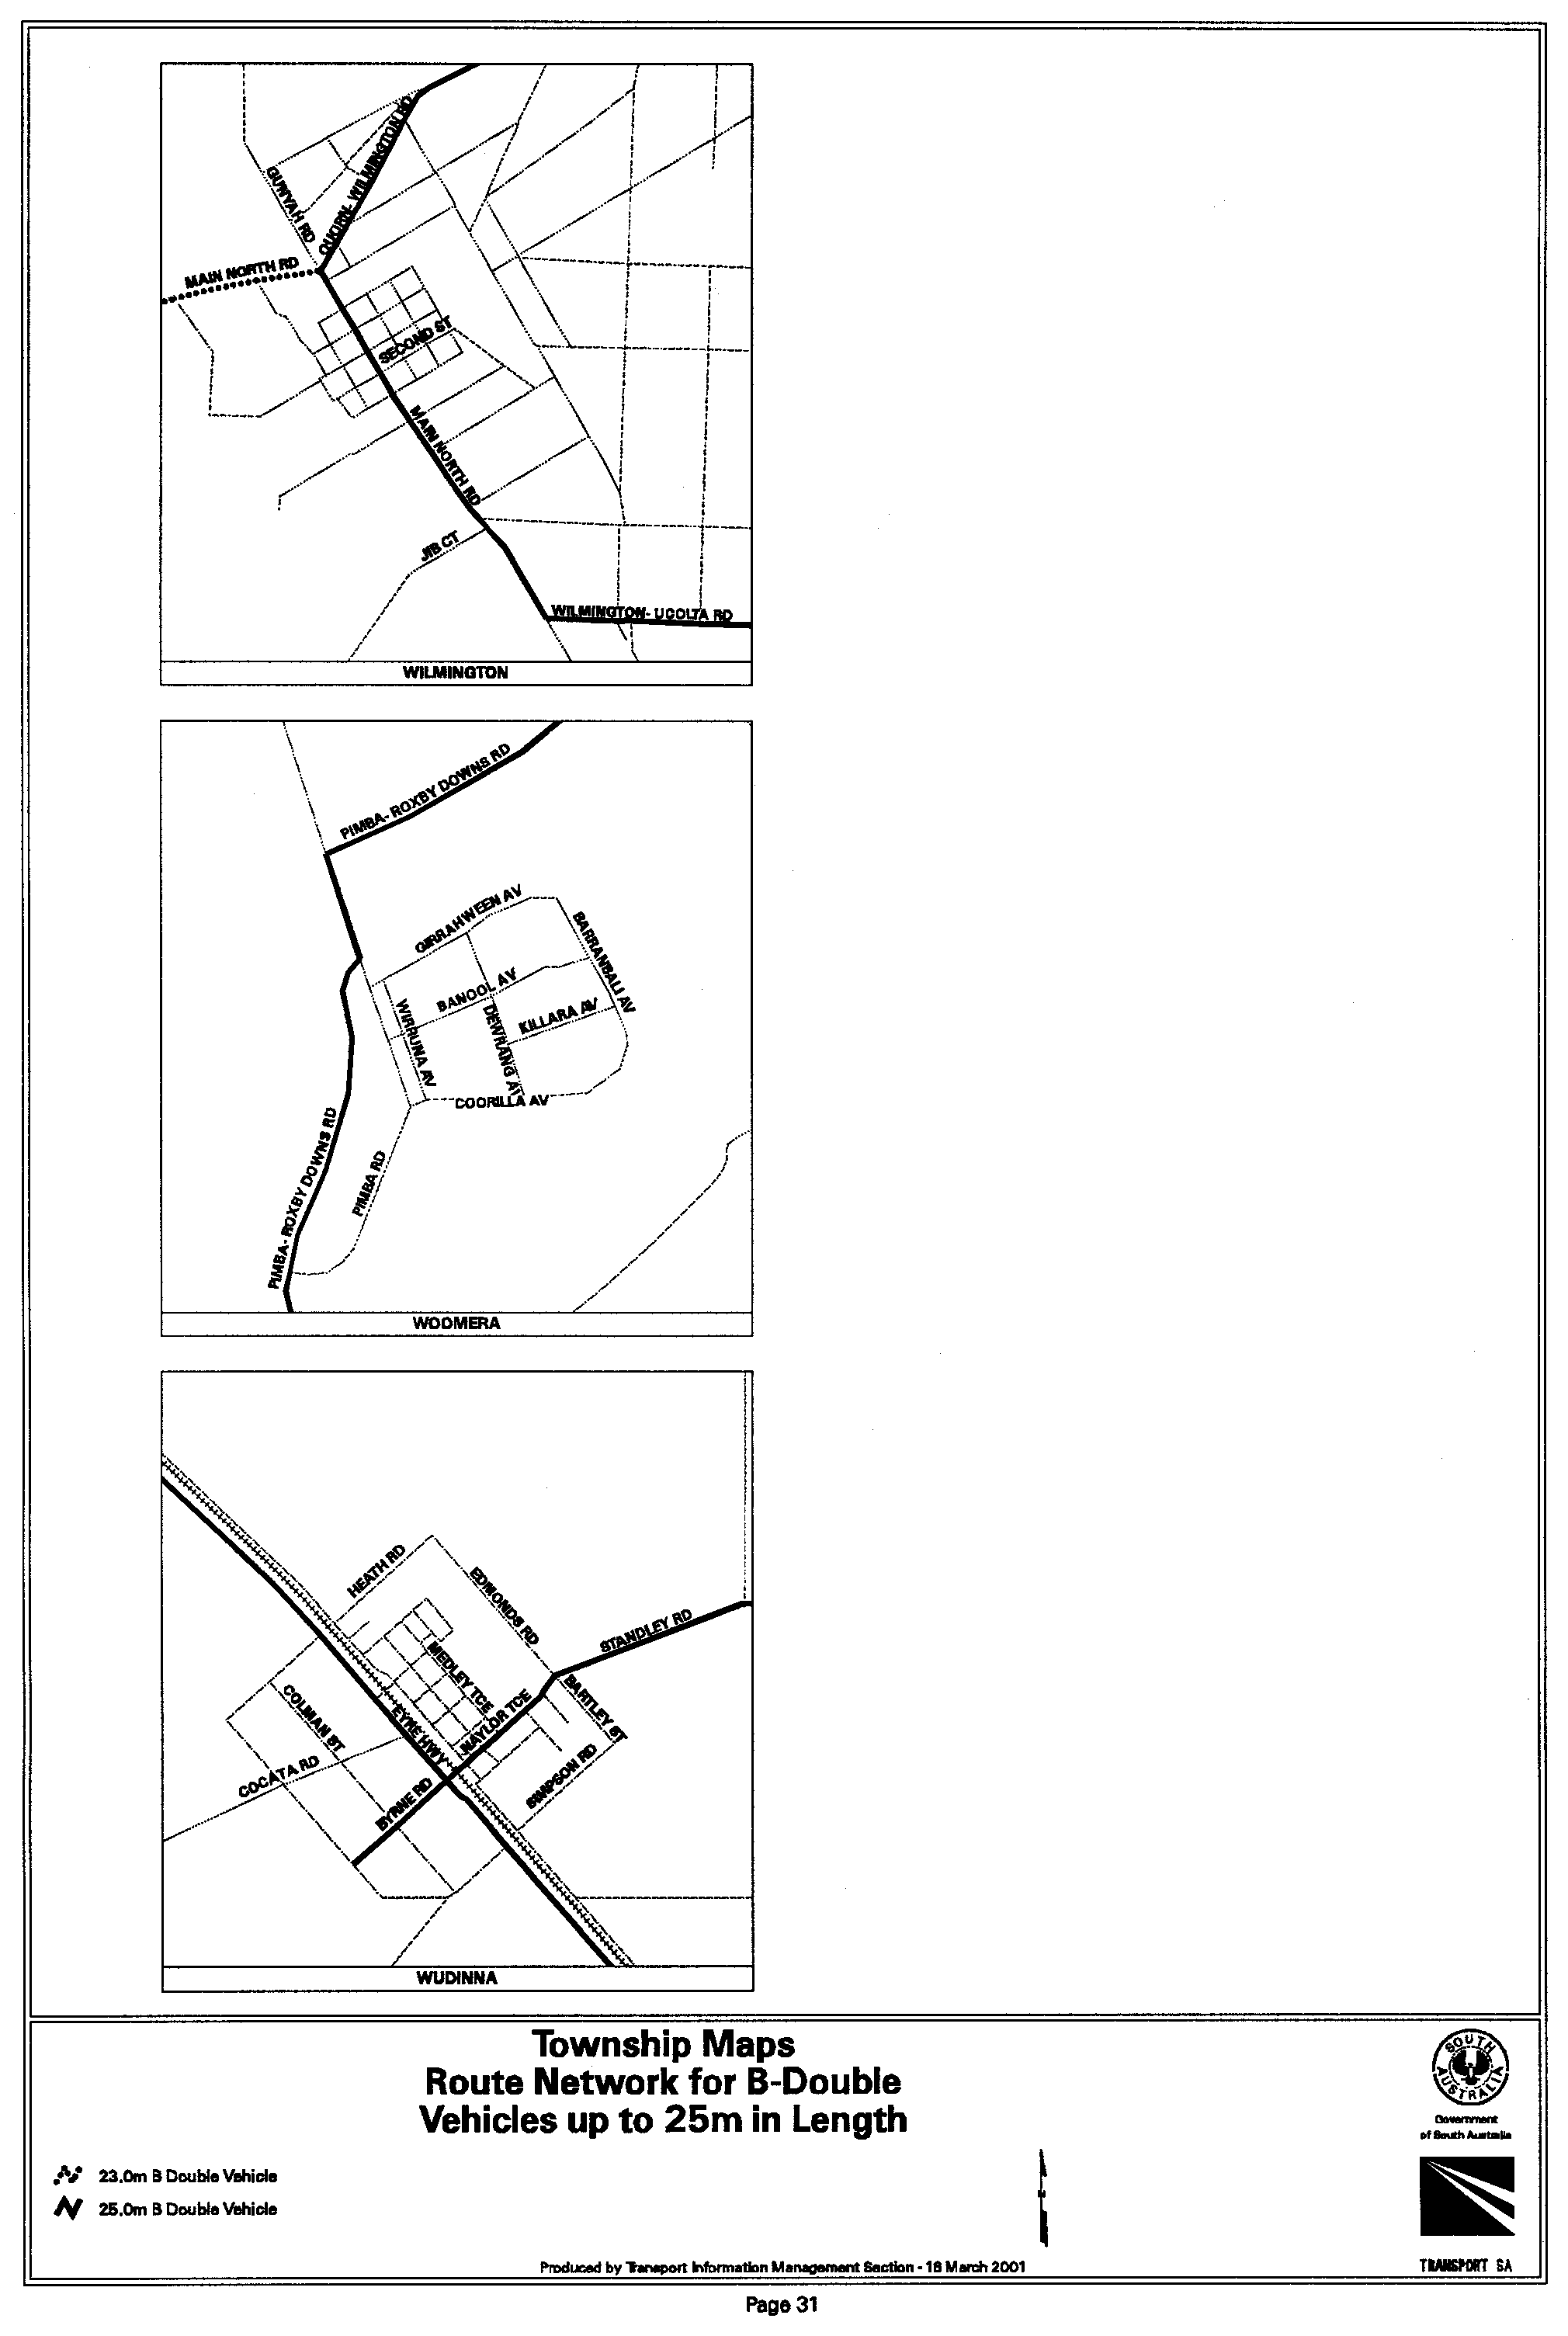 QUORN- WILMINGTON RD
GUNYAH RD
MAIN NORTH RD
SECOND ST
MAIN NORTH RD
JIB CT
WILMINGTON- UCOLTA RD
WILMINGTON
PIMBA- ROXBY DOWNS RD
GIRRAHWEEN AV
BARRANBALI AV
BANOOL AV
WIRRUNA AV
DEWRANG AV
KILLARA AV
COORILLA AV
PIMBA- ROXBY DOWNS RD
PIMBA RD
WOOMERA
HEATH RD
EDMONDS RD
STANDLEY RD
MEDLEY TCE
COLMAN ST
EYRE HWY
NAYLOR TCE
BARTLEY ST
COCATA RD
BYRNE RD
SIMPSON RD
WUDINNA
Township Maps
Route Network for B-Double
Vehicles up to 25m in Length
SOUTH AUSTRALIA
Government
of South Australia
23.0m B Double Vehicle
25.0m B Double Vehicle
N
Produced by Transport Information Management Section - 16 March 2001
TRANSPORT SA
Page 31